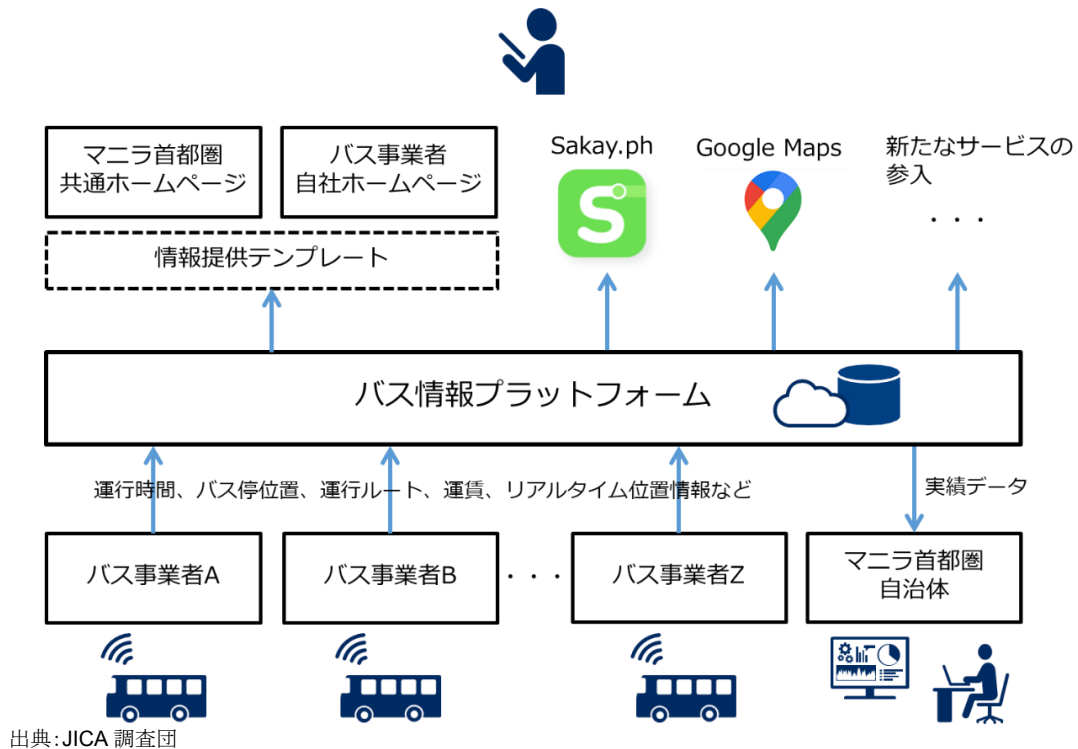 マニラ首都圏
共通ホームページ
バス事業者
自社ホームページ
Sakay.ph
S
Google Maps
新たなサービスの
参入
・・・
情報提供テンプレート
バス情報プラットフォーム
運行時間、バス停位置、運行ルート、運賃、リアルタイム位置情報など
実績データ
バス事業者A
バス事業者B
・・・
バス事業者Z
マニラ首都圏
自治体
出典：JICA 調査団